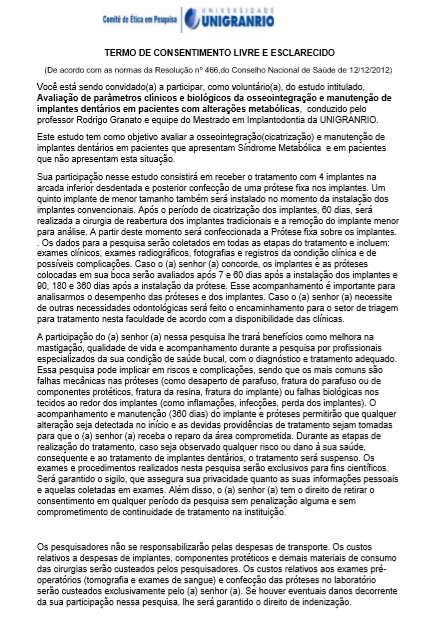 Comitê de Ética em Pesquisa
UNIVERSIDADE
UNIGRANRIO
TERMO DE CONSENTIMENTO LIVRE E ESCLARECIDO
(De acordo com as normas da Resolução nº 466,do Conselho Nacional de Saúde de 12/12/2012)
Você está sendo convidado(a) a participar, como voluntário(a), do estudo intitulado,
Avaliação de parâmetros clínicos e biológicos da osseointegração e manutenção de
implantes dentários em pacientes com alterações metabólicas, conduzido pelo
professor Rodrigo Granato e equipe do Mestrado em Implantodontia da UNIGRANRIO.
Este estudo tem como objetivo avaliar a osseointegração(cicatrização) e manutenção de
implantes dentários em pacientes que apresentam Síndrome Metabólica e em pacientes
que não apresentam esta situação.
Sua participação nesse estudo consistirá em receber o tratamento com 4 implantes na
arcada inferior desdentada e posterior confecção de uma prótese fixa nos implantes. Um
quinto implante de menor tamanho também será instalado no momento da instalação dos
implantes convencionais. Após o período de cicatrização dos implantes, 60 dias, será
realizada a cirurgia de reabertura dos implantes tradicionais e a remoção do implante menor
para análise. A partir deste momento será confeccionada a Prótese fixa sobre os implantes.
. Os dados para a pesquisa serão coletados em todas as etapas do tratamento e incluem:
exames clínicos, exames radiográficos, fotografias e registros da condição clínica e de
possíveis complicações. Caso o (a) senhor (a) concorde, os implantes e as próteses
colocadas em sua boca serão avaliados após 7 e 60 dias após a instalação dos implantes e
90, 180 e 360 dias após a instalação da prótese. Esse acompanhamento é importante para
analisarmos o desempenho das próteses e dos implantes. Caso o (a) senhor (a) necessite
de outras necessidades odontológicas será feito o encaminhamento para o setor de triagem
para tratamento nesta faculdade de acordo com a disponibilidade das clínicas.
A participação do (a) senhor (a) nessa pesquisa lhe trará benefícios como melhora na
mastigação, qualidade de vida e acompanhamento durante a pesquisa por profissionais
especializados da sua condição de saúde bucal, com o diagnóstico e tratamento adequado.
Essa pesquisa pode implicar em riscos e complicações, sendo que os mais comuns são
falhas mecânicas nas próteses (como desaperto de parafuso, fratura do parafuso ou de
componentes protéticos, fratura da resina, fratura do implante) ou falhas biológicas nos
tecidos ao redor dos implantes (como inflamações, infecções, perda dos implantes). O
acompanhamento e manutenção (360 dias) do implante e próteses permitirão que qualquer
alteração seja detectada no início e as devidas providências de tratamento sejam tomadas
para que o (a) senhor (a) receba o reparo da área comprometida. Durante as etapas de
realização do tratamento, caso seja observado qualquer risco ou dano à sua saúde,
consequente e ao tratamento de implantes dentários, o tratamento será suspenso. Os
exames e procedimentos realizados nesta pesquisa serão exclusivos para fins científicos.
Será garantido o sigilo, que assegura sua privacidade quanto as suas informações pessoais
e aquelas coletadas em exames. Além disso, o (a) senhor (a) tem o direito de retirar o
consentimento em qualquer período da pesquisa sem penalização alguma e sem
comprometimento de continuidade de tratamento na instituição.
Os pesquisadores não se responsabilizarão pelas despesas de transporte. Os custos
relativos a despesas de implantes, componentes protéticos e demais materiais de consumo
das cirurgias serão custeados pelos pesquisadores. Os custos relativos aos exames pré-
operatórios (tomografia e exames de sangue) e confecção das próteses no laboratório
serão custeados exclusivamente pelo (a) senhor (a). Se houver eventuais danos decorrente
da sua participação nessa pesquisa, lhe será garantido o direito de indenização.